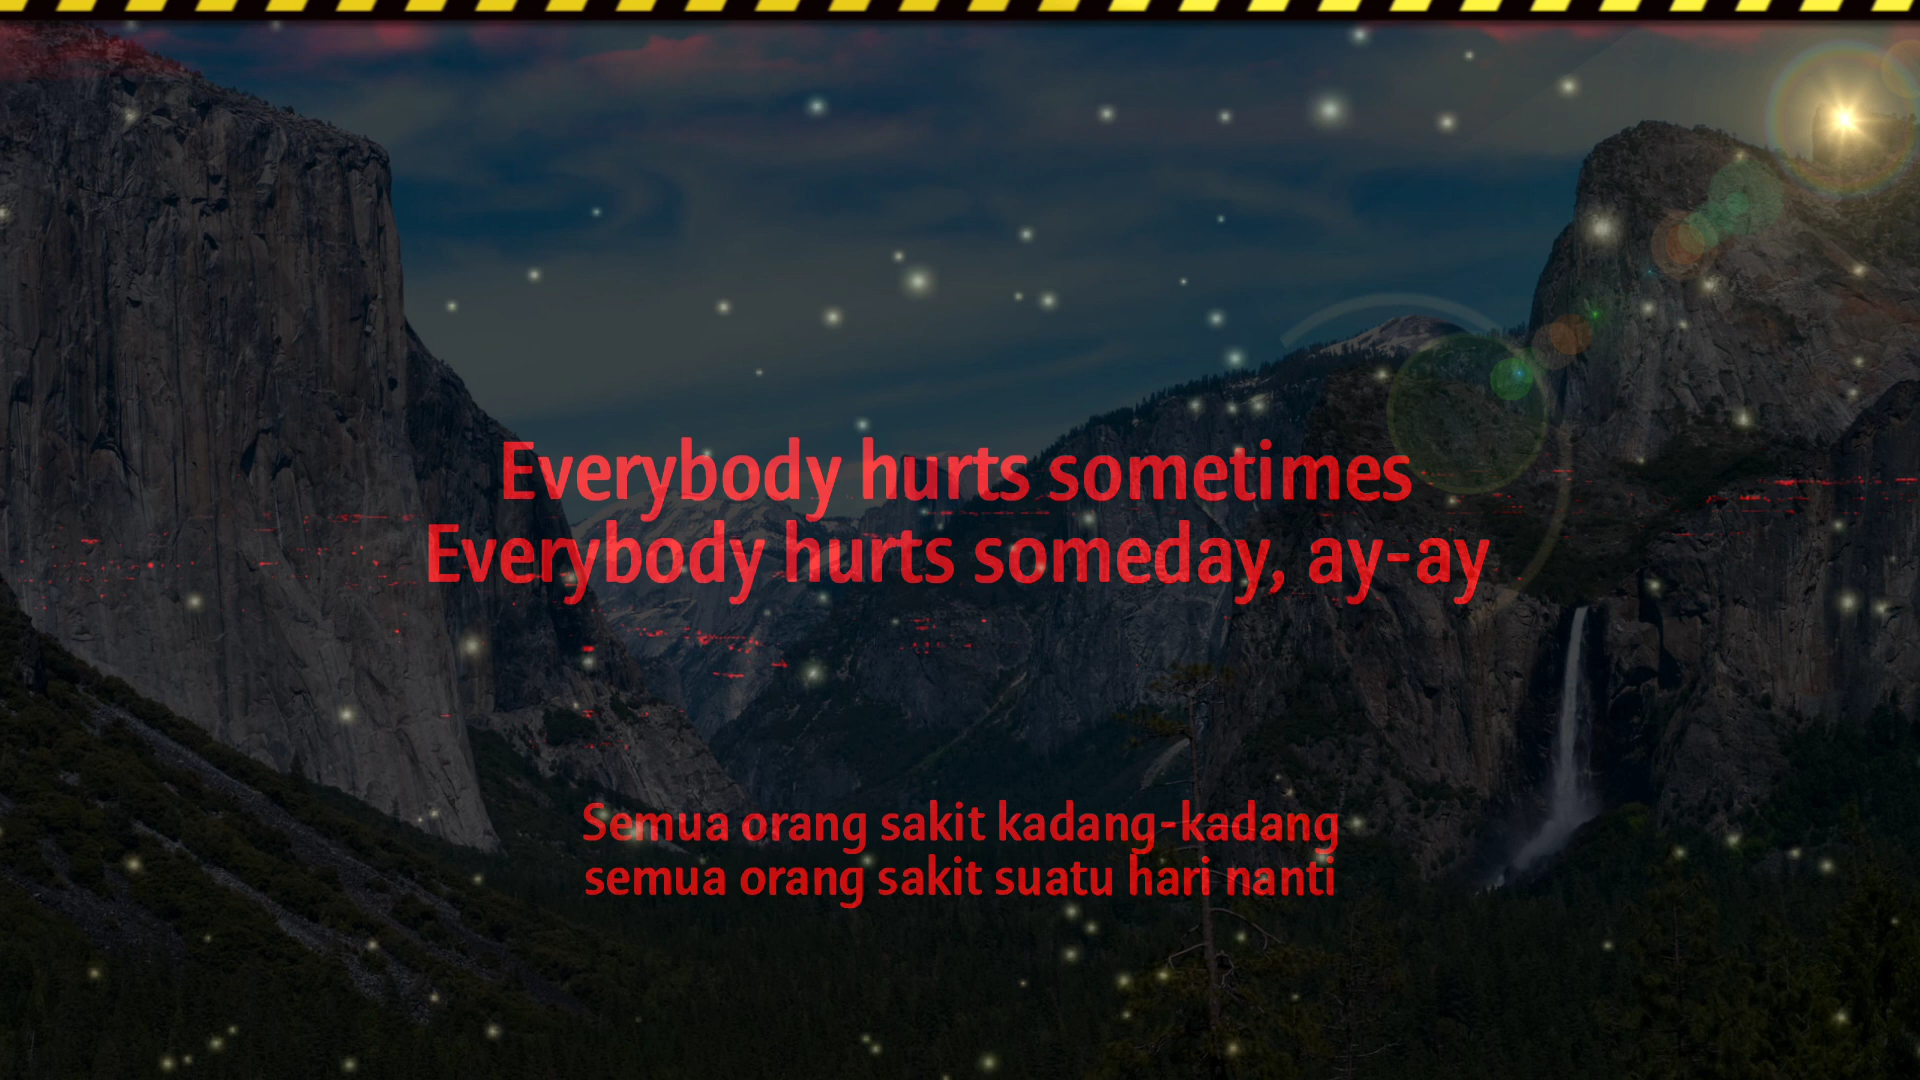 Everybody hurts sometimes
Everybody hurts someday, ay-ay
Semua orang sakit kadang-kadang
semua orang sakit suatu hari nanti